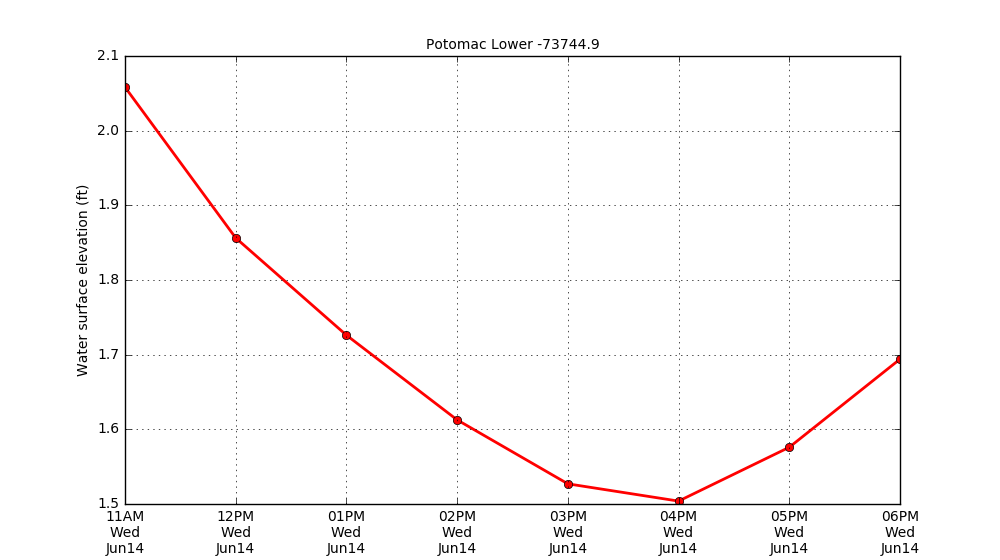 Potomac Lower -73744.9
2.1
2.0
1.9
1.8
1.7
1.6
1.5
Water surface elevation (ft)
11AM 12PM 01PM 02PM 03PM 04PM 05PM 06PM
Wed Wed Wed Wed Wed Wed Wed Wed
Jun14 Jun14 Jun14 Jun14 Jun14 Jun14 Jun14 Jun14